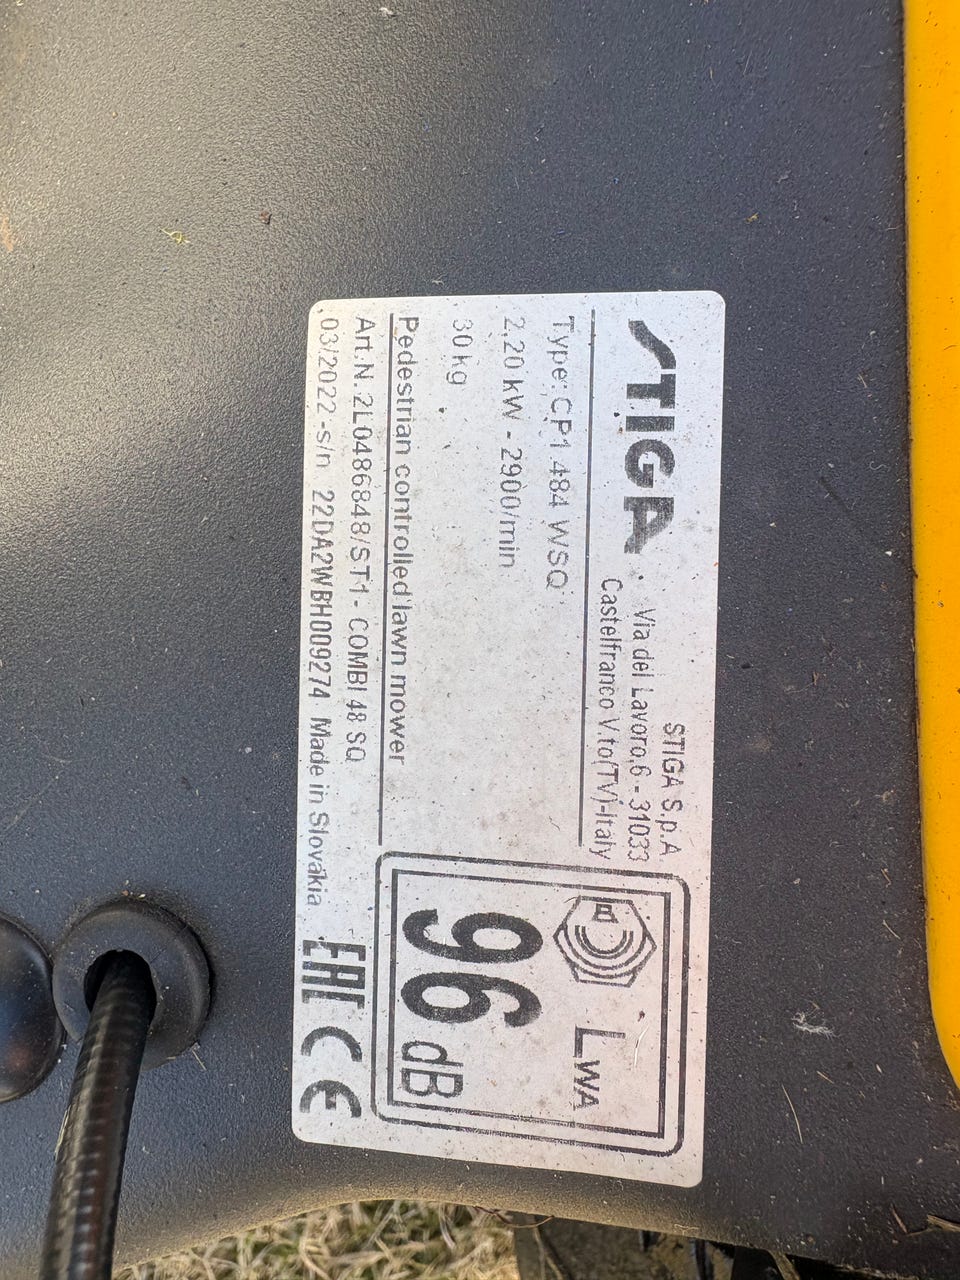 STIGA
STIGA S.p.A.
Via del Lavoro,6 - 31033
Castelfranco V.to(TV)-Italy
Type: CP1 484 WSQ
2,20 kW - 2900/min
30 kg
LWA
96 dB
Pedestrian controlled lawn mower
Art.N. 2L0486848/ST1 - COMBI 48 SQ
03/2022 -s/n 22DA2WBH009274 Made in Slovakia
EAC CE